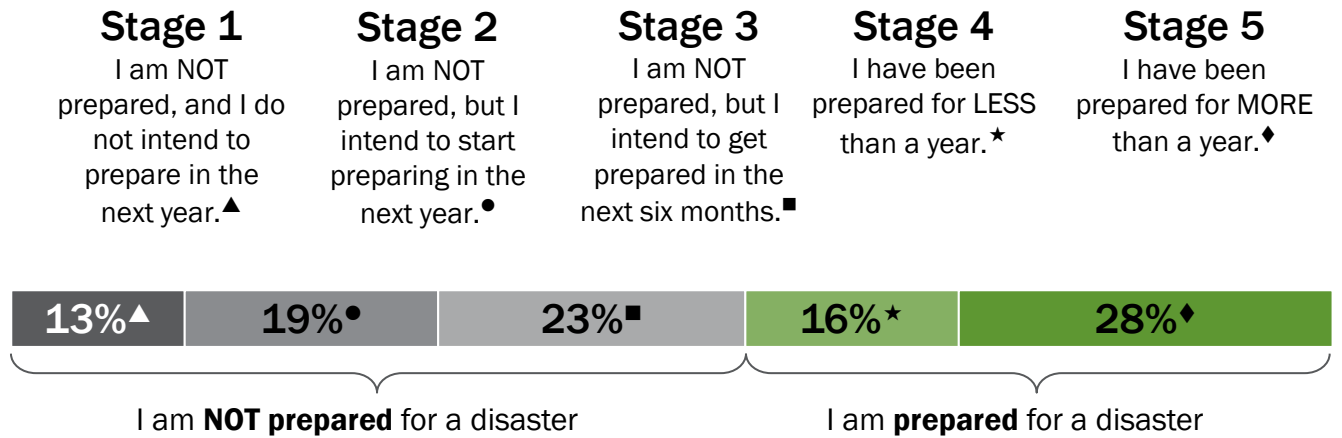 Stage 1
I am NOT
prepared, and I do
not intend to
prepare in the
next year.▲
Stage 2
I am NOT
prepared, but I
intend to start
preparing in the
next year.●
Stage 3
I am NOT
prepared, but I
intend to get
prepared in the
next six months.■
Stage 4
I have been
prepared for LESS
than a year.★
Stage 5
I have been
prepared for MORE
than a year.♦
13%▲
19%●
23%■
16%★
28%♦
I am NOT prepared for a disaster
I am prepared for a disaster